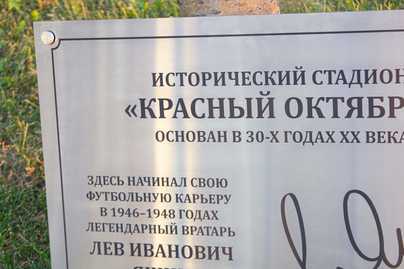 ИСТОРИЧЕСКИЙ СТАДИОН
«КРАСНЫЙ ОКТЯБР
ОСНОВАН В 30-Х ГОДАХ ХХ ВЕКА
ЗДЕСЬ НАЧИНАЛ СВОЮ
ФУТБОЛЬНУЮ КАРЬЕРУ
В 1946–1948 ГОДАХ
ЛЕГЕНДАРНЫЙ ВРАТАРЬ
ЛЕВ ИВАНОВИЧ